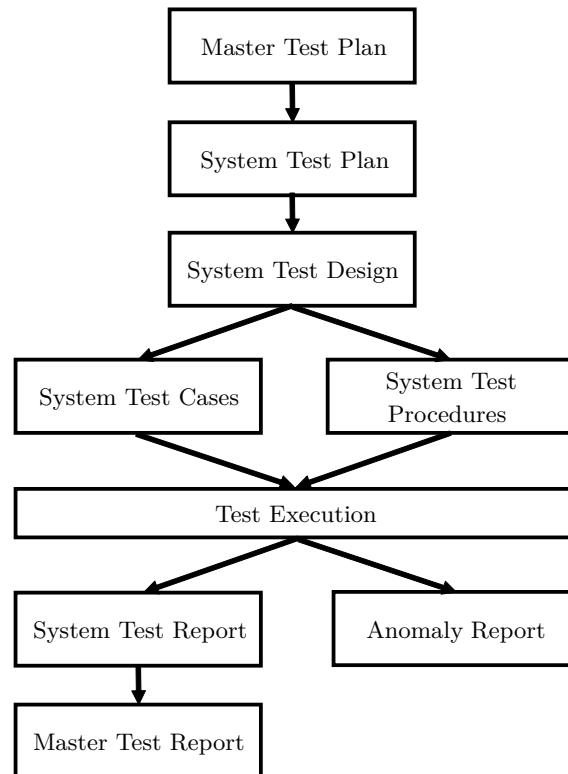 Master Test Plan
System Test Plan
System Test Design
System Test Cases
System Test
Procedures
Test Execution
System Test Report
Anomaly Report
Master Test Report